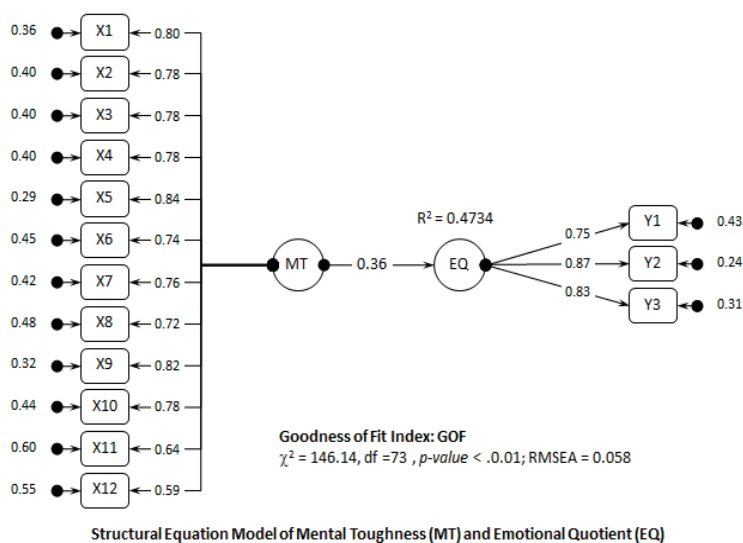 0.36 X1 0.80
0.40 X2 0.78
0.40 X3 0.78
0.40 X4 0.78
0.29 X5 0.84
R² = 0.4734
0.45 X6 0.74
0.75 Y1 0.43
MT 0.36 EQ 0.87 Y2 0.24
0.42 X7 0.76
0.83 Y3 0.31
0.48 X8 0.72
0.32 X9 0.82
0.44 X10 0.78
0.60 X11 0.64
0.55 X12 0.59
Goodness of Fit Index: GOF
χ² = 146.14, df =73 , p-value < .0.01; RMSEA = 0.058
Structural Equation Model of Mental Toughness (MT) and Emotional Quotient (EQ)